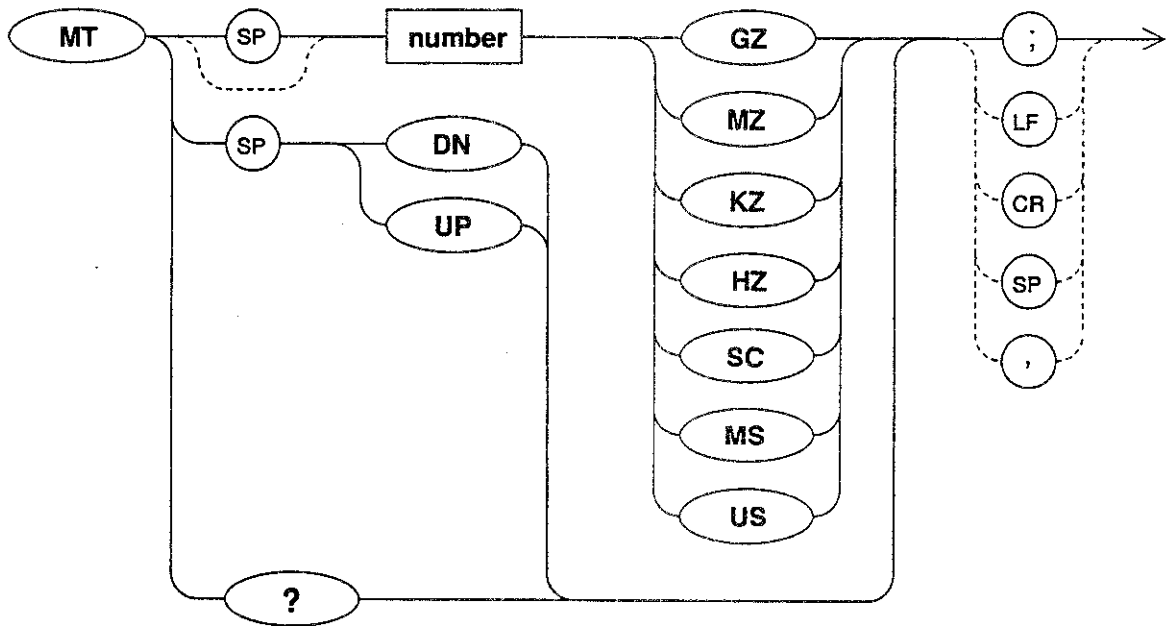 MT SP number GZ ;
MZ LF
SP DN
KZ CR
UP
HZ SP
SC ,
MS
US
?